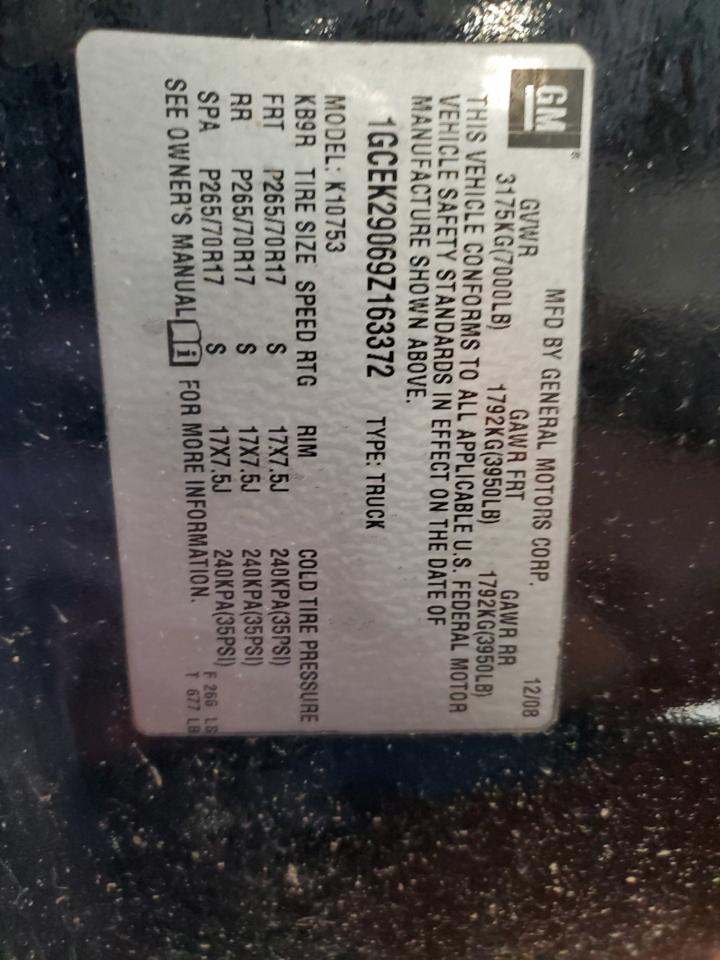 GM®
MFD BY GENERAL MOTORS CORP. 12/08
GVWR GAWR FRT GAWR RR
3175KG(7000LB) 1792KG(3950LB) 1792KG(3950LB)
THIS VEHICLE CONFORMS TO ALL APPLICABLE U.S. FEDERAL MOTOR
VEHICLE SAFETY STANDARDS IN EFFECT ON THE DATE OF
MANUFACTURE SHOWN ABOVE.
1GCEK29069Z163372 TYPE: TRUCK
MODEL: K10753
KB9R TIRE SIZE SPEED RTG RIM COLD TIRE PRESSURE
FRT P265/70R17 S 17X7.5J 240KPA(35PSI)
RR P265/70R17 S 17X7.5J 240KPA(35PSI)
SPA P265/70R17 S 17X7.5J 240KPA(35PSI)
SEE OWNER'S MANUAL i FOR MORE INFORMATION.
F 266 LB
T 677 LB